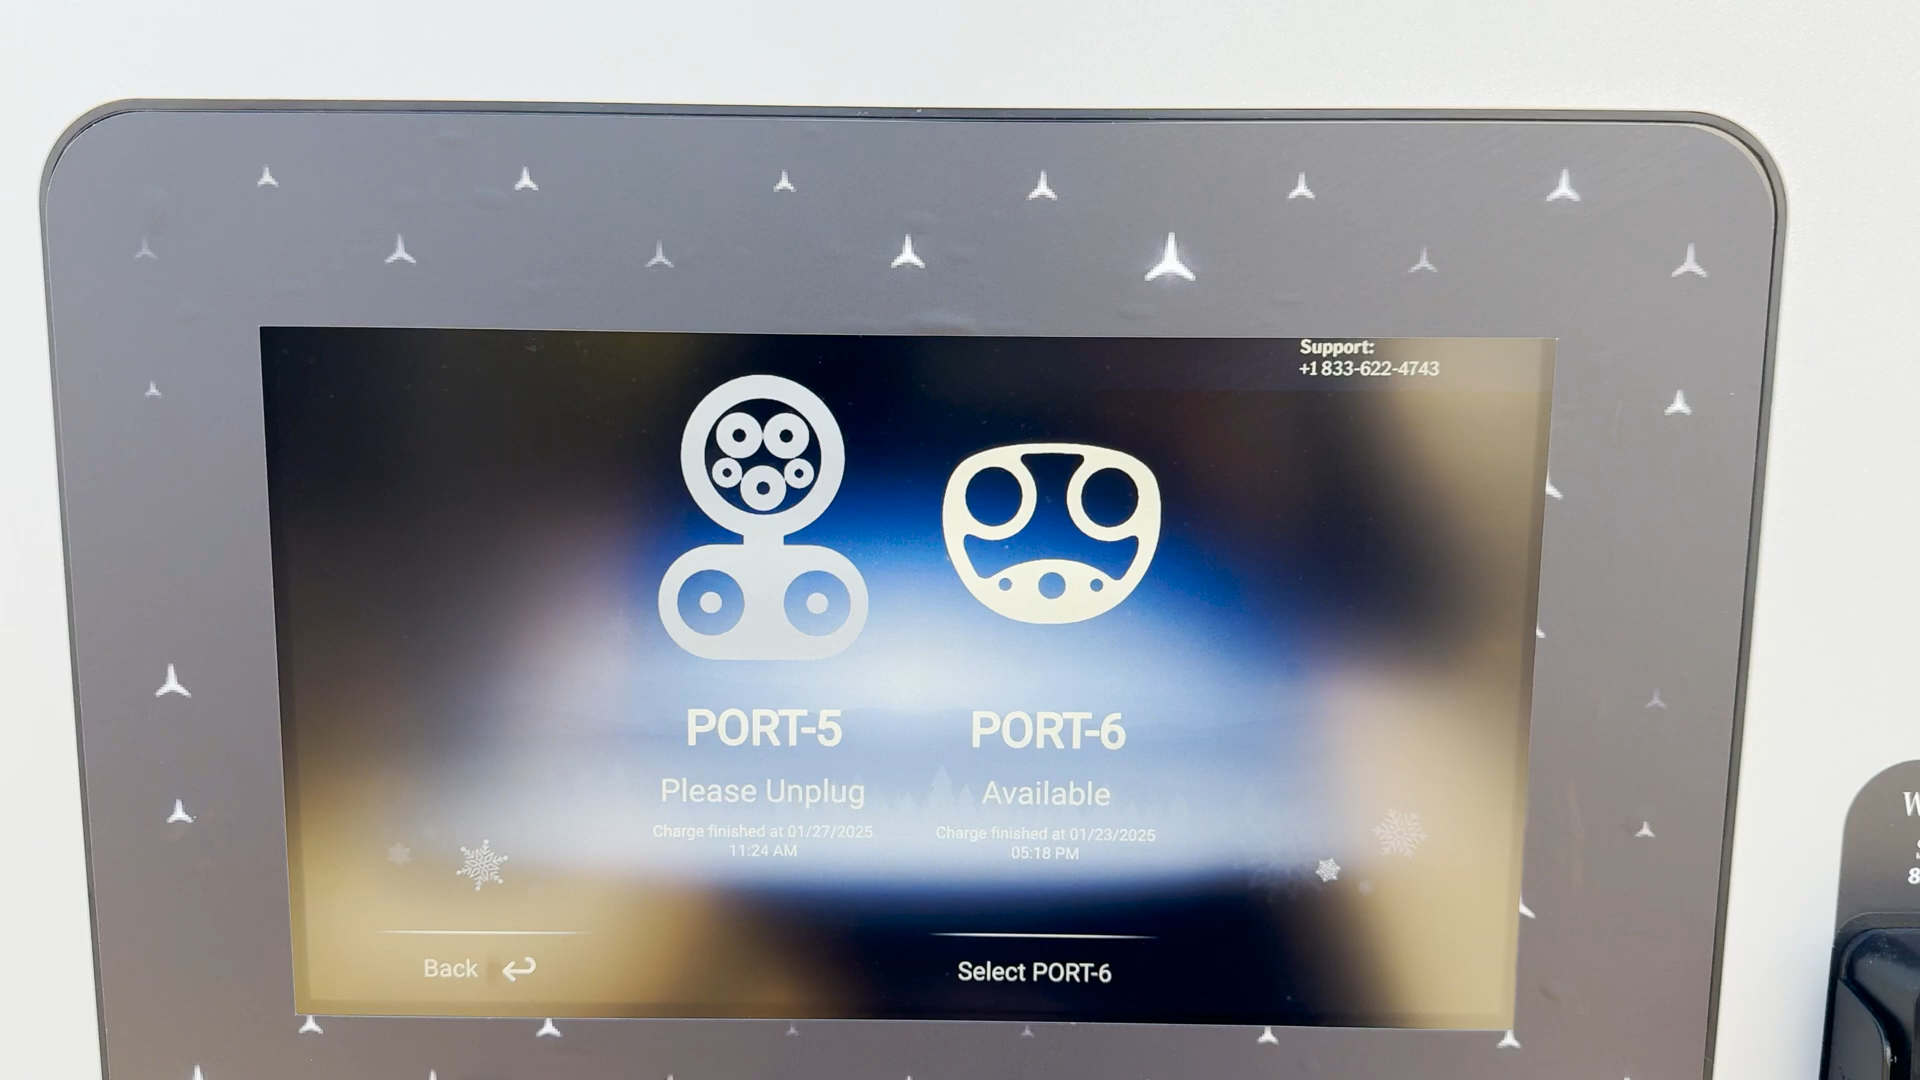 Support:
+1 833-622-4743
PORT-5
Please Unplug
Charge finished at 01/27/2025
11:24 AM
PORT-6
Available
Charge finished at 01/23/2025
05:18 PM
Back
Select PORT-6